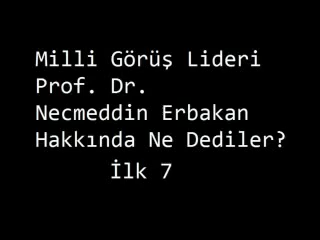 Milli Görüş Lideri
Prof. Dr.
Necmeddin Erbakan
Hakkında Ne Dediler?
İlk 7